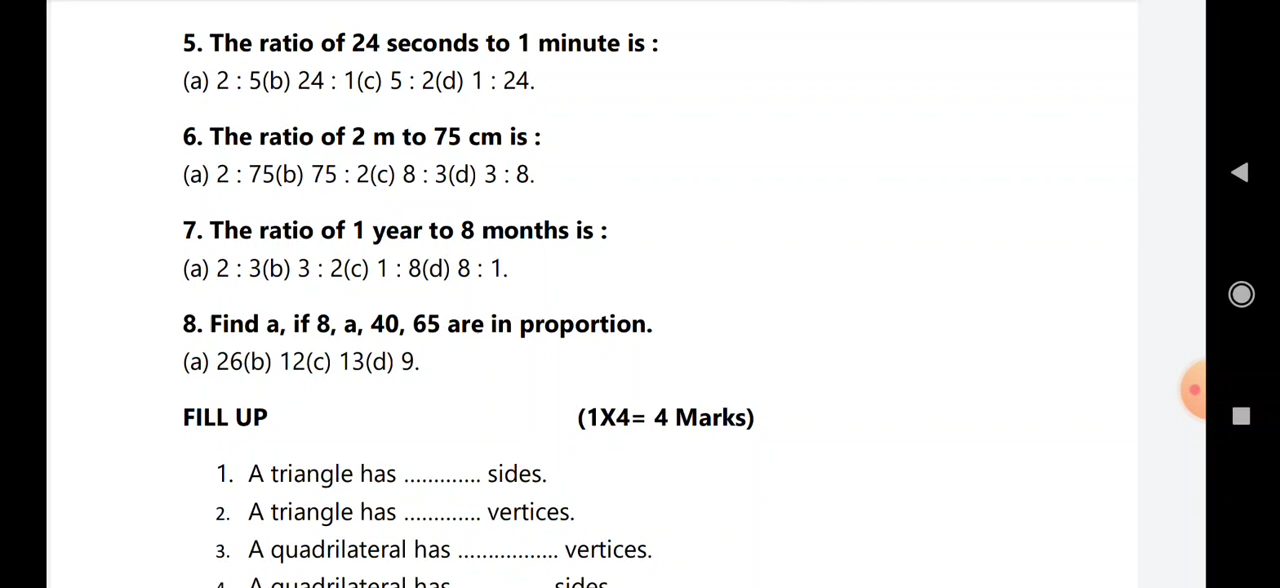 5. The ratio of 24 seconds to 1 minute is :
(a) 2 : 5(b) 24 : 1(c) 5 : 2(d) 1 : 24.
6. The ratio of 2 m to 75 cm is :
(a) 2 : 75(b) 75 : 2(c) 8 : 3(d) 3 : 8.
7. The ratio of 1 year to 8 months is :
(a) 2 : 3(b) 3 : 2(c) 1 : 8(d) 8 : 1.
8. Find a, if 8, a, 40, 65 are in proportion.
(a) 26(b) 12(c) 13(d) 9.
FILL UP (1X4= 4 Marks)
1. A triangle has ............. sides.
2. A triangle has ............. vertices.
3. A quadrilateral has ................. vertices.
4. A quadrilateral has sides